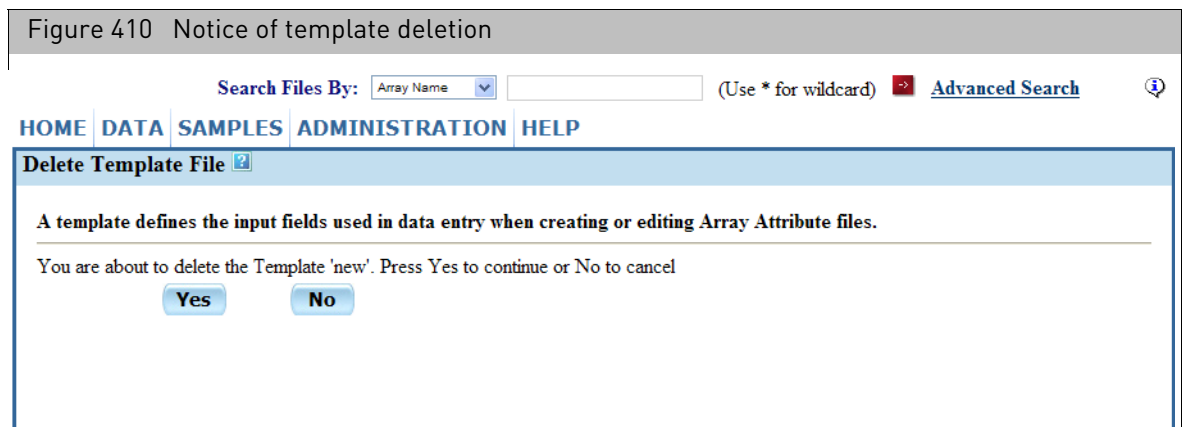 Figure 410 Notice of template deletion
Search Files By: Array Name (Use * for wildcard) Advanced Search
HOME DATA SAMPLES ADMINISTRATION HELP
Delete Template File ?
A template defines the input fields used in data entry when creating or editing Array Attribute files.
You are about to delete the Template 'new'. Press Yes to continue or No to cancel
Yes No